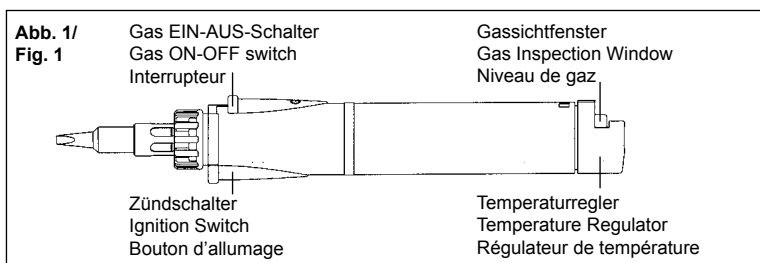 Abb. 1/
Fig. 1
Gas EIN-AUS-Schalter
Gas ON-OFF switch
Interrupteur
Gassichtfenster
Gas Inspection Window
Niveau de gaz
Zündschalter
Ignition Switch
Bouton d'allumage
Temperaturregler
Temperature Regulator
Régulateur de température